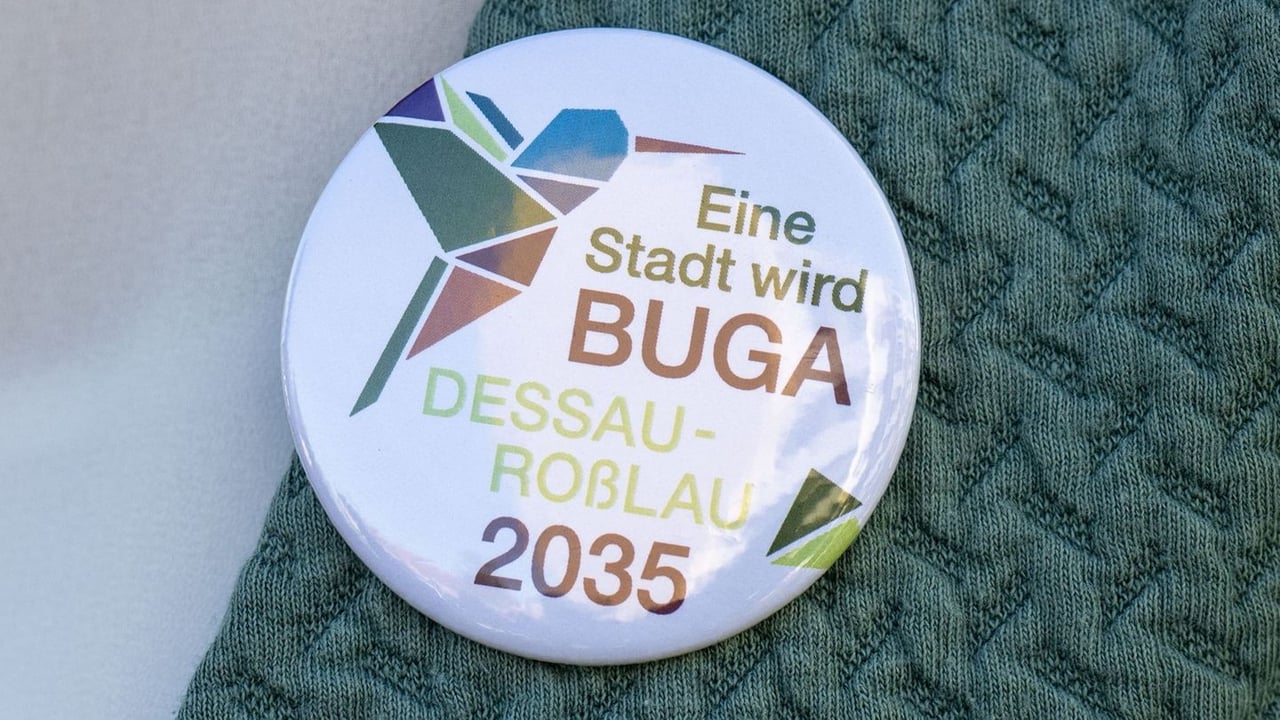 Eine
Stadt wird
BUGA
DESSAU-
ROßLAU
2035